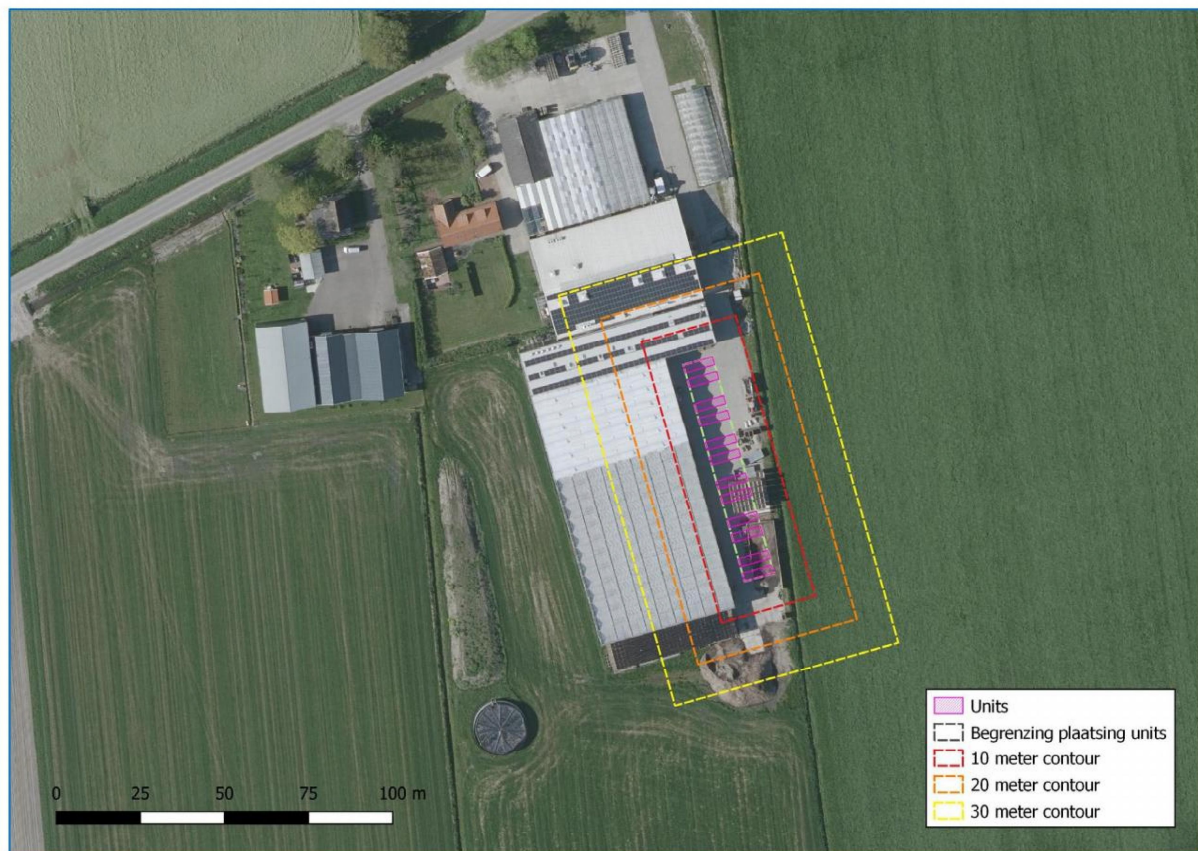 Units
Begrenzing plaatsing units
10 meter contour
20 meter contour
30 meter contour
0 25 50 75 100 m